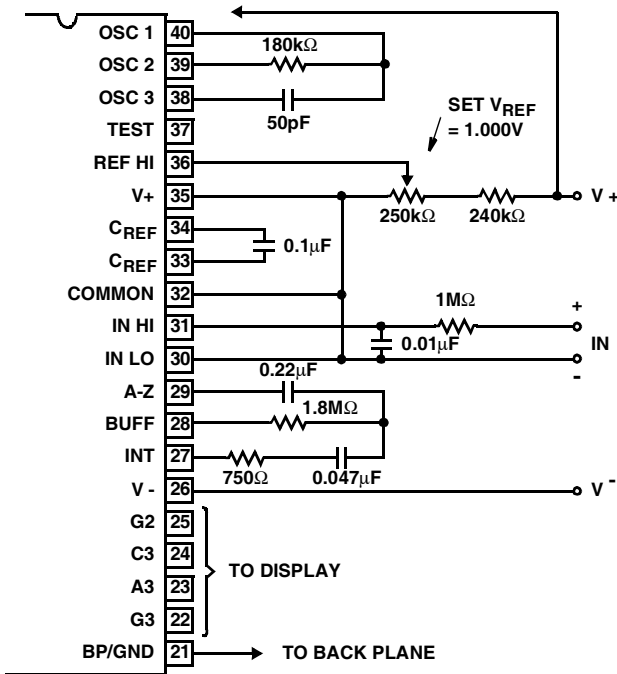 OSC 1 40
180kΩ
OSC 2 39
OSC 3 38
50pF
TEST 37
SET VREF
= 1.000V
REF HI 36
V+ 35
250kΩ 240kΩ V +
CREF 34
0.1µF
CREF 33
COMMON 32
1MΩ
IN HI 31 +
0.01µF IN
IN LO 30 -
0.22µF
A-Z 29
1.8MΩ
BUFF 28
INT 27
750Ω 0.047µF
V - 26 V -
G2 25
C3 24
TO DISPLAY
A3 23
G3 22
BP/GND 21 TO BACK PLANE